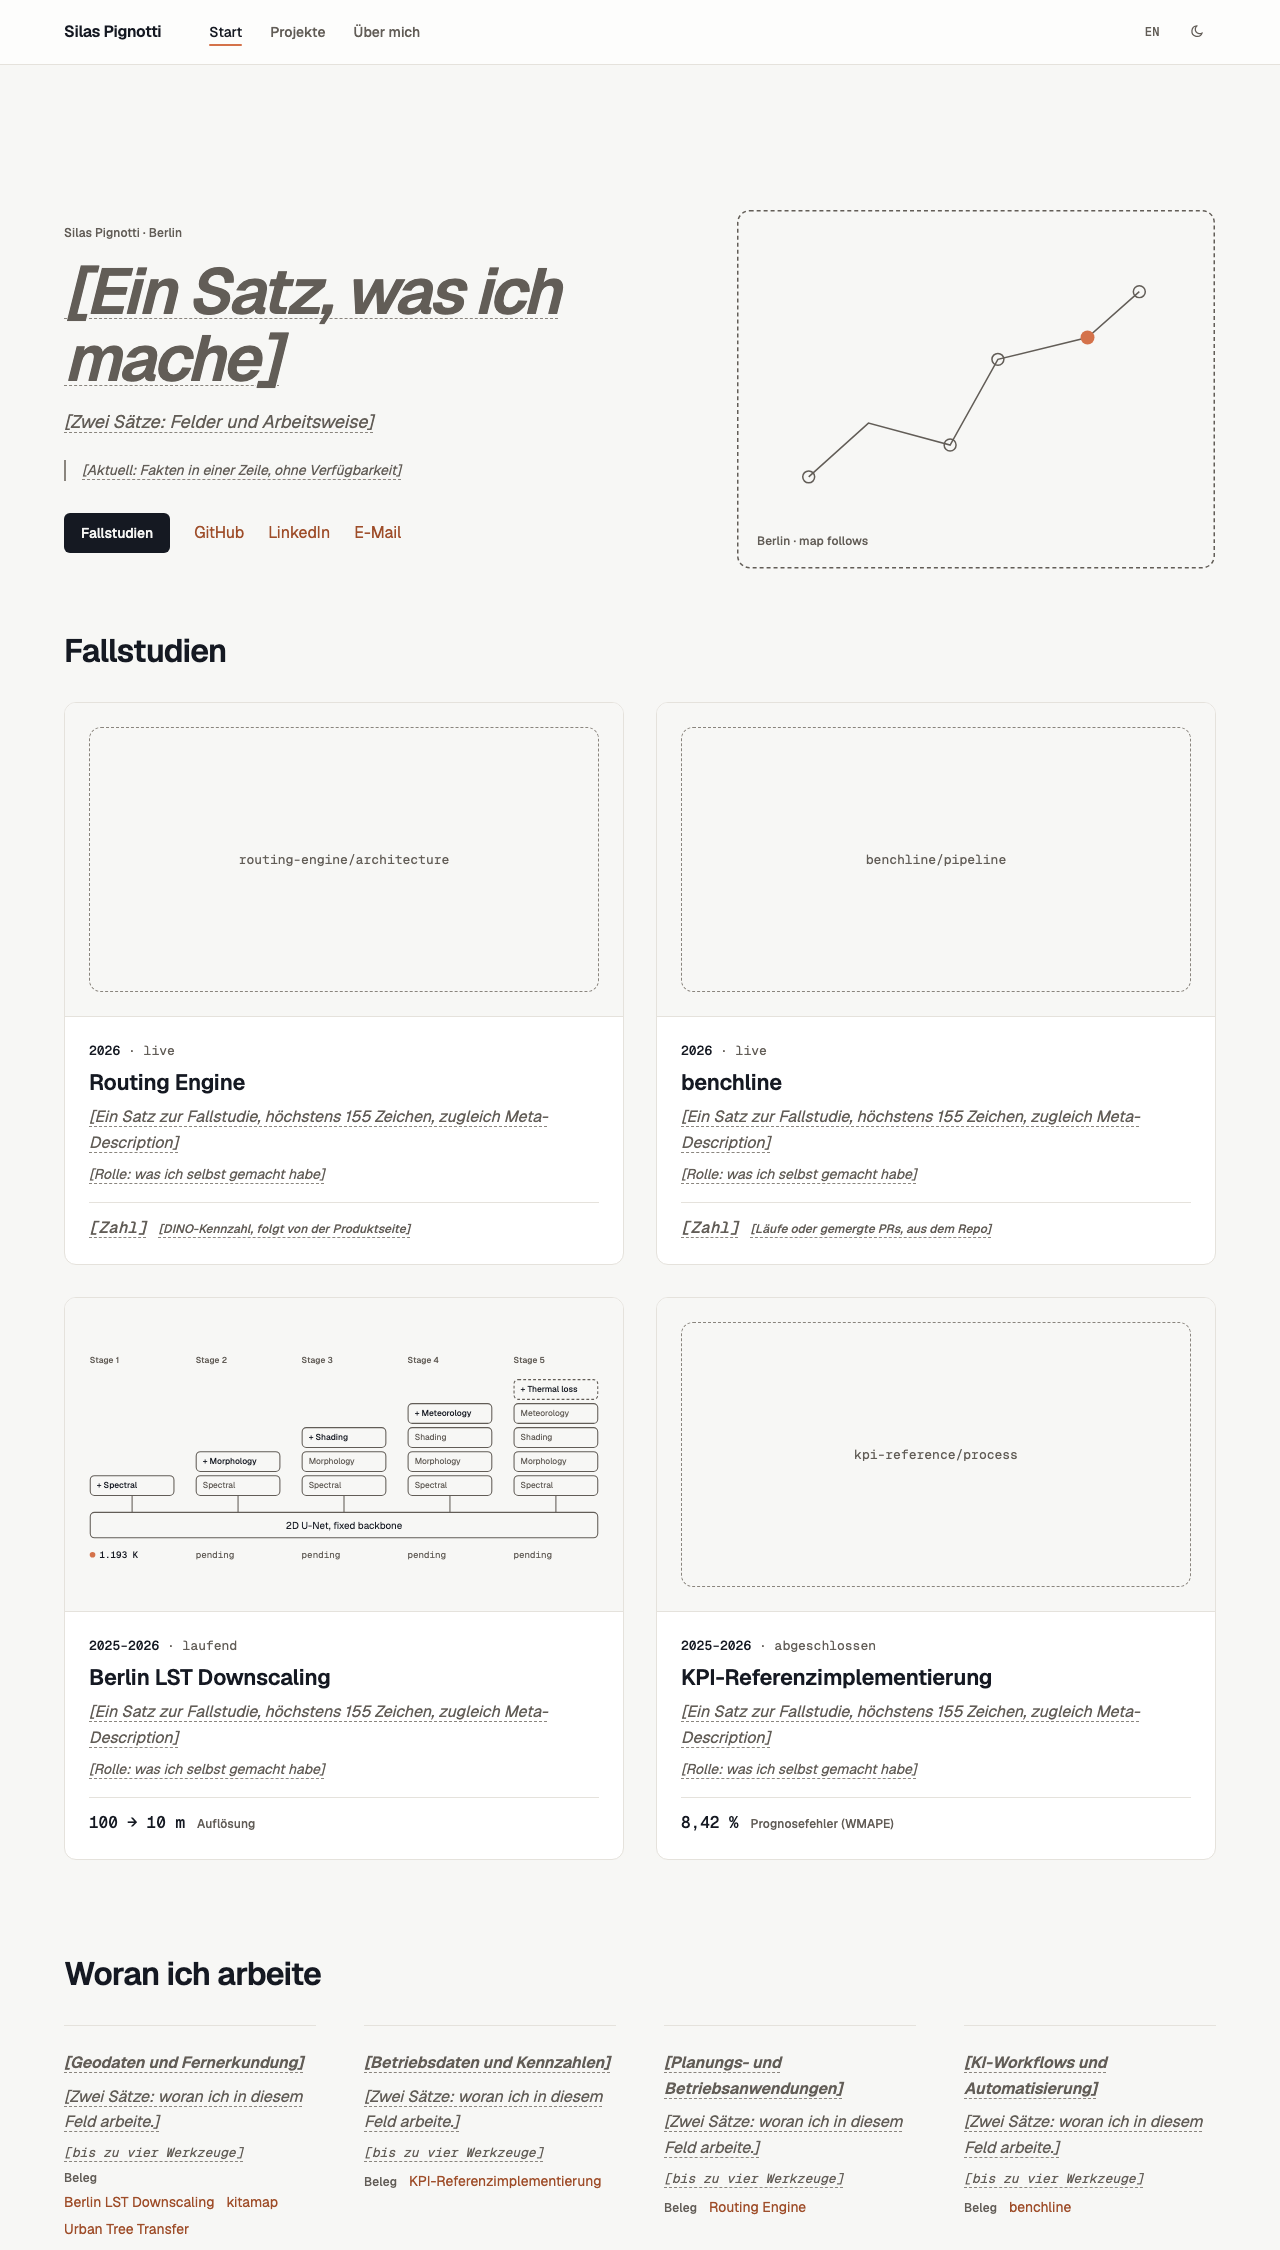 Silas Pignotti
Start
Projekte
Über mich
EN
Silas Pignotti · Berlin
[Ein Satz, was ich
mache]
[Zwei Sätze: Felder und Arbeitsweise]
[Aktuell: Fakten in einer Zeile, ohne Verfügbarkeit]
Fallstudien
GitHub
LinkedIn
E-Mail
Berlin · map follows
Fallstudien
routing-engine/architecture
2026 · live
Routing Engine
[Ein Satz zur Fallstudie, höchstens 155 Zeichen, zugleich Meta-
Description]
[Rolle: was ich selbst gemacht habe]
[Zahl] [DINO-Kennzahl, folgt von der Produktseite]
benchline/pipeline
2026 · live
benchline
[Ein Satz zur Fallstudie, höchstens 155 Zeichen, zugleich Meta-
Description]
[Rolle: was ich selbst gemacht habe]
[Zahl] [Läufe oder gemergte PRs, aus dem Repo]
Stage 1
Stage 2
Stage 3
Stage 4
Stage 5
+ Thermal loss
+ Meteorology
Meteorology
+ Shading
Shading
Shading
+ Morphology
Morphology
Morphology
Morphology
+ Spectral
Spectral
Spectral
Spectral
Spectral
2D U-Net, fixed backbone
1.193 K
pending
pending
pending
pending
2025–2026 · laufend
Berlin LST Downscaling
[Ein Satz zur Fallstudie, höchstens 155 Zeichen, zugleich Meta-
Description]
[Rolle: was ich selbst gemacht habe]
100 → 10 m Auflösung
kpi-reference/process
2025–2026 · abgeschlossen
KPI-Referenzimplementierung
[Ein Satz zur Fallstudie, höchstens 155 Zeichen, zugleich Meta-
Description]
[Rolle: was ich selbst gemacht habe]
8,42 % Prognosefehler (WMAPE)
Woran ich arbeite
[Geodaten und Fernerkundung]
[Zwei Sätze: woran ich in diesem
Feld arbeite.]
[bis zu vier Werkzeuge]
Beleg
Berlin LST Downscaling kitamap
Urban Tree Transfer
[Betriebsdaten und Kennzahlen]
[Zwei Sätze: woran ich in diesem
Feld arbeite.]
[bis zu vier Werkzeuge]
Beleg KPI-Referenzimplementierung
[Planungs- und
Betriebsanwendungen]
[Zwei Sätze: woran ich in diesem
Feld arbeite.]
[bis zu vier Werkzeuge]
Beleg Routing Engine
[KI-Workflows und
Automatisierung]
[Zwei Sätze: woran ich in diesem
Feld arbeite.]
[bis zu vier Werkzeuge]
Beleg benchline